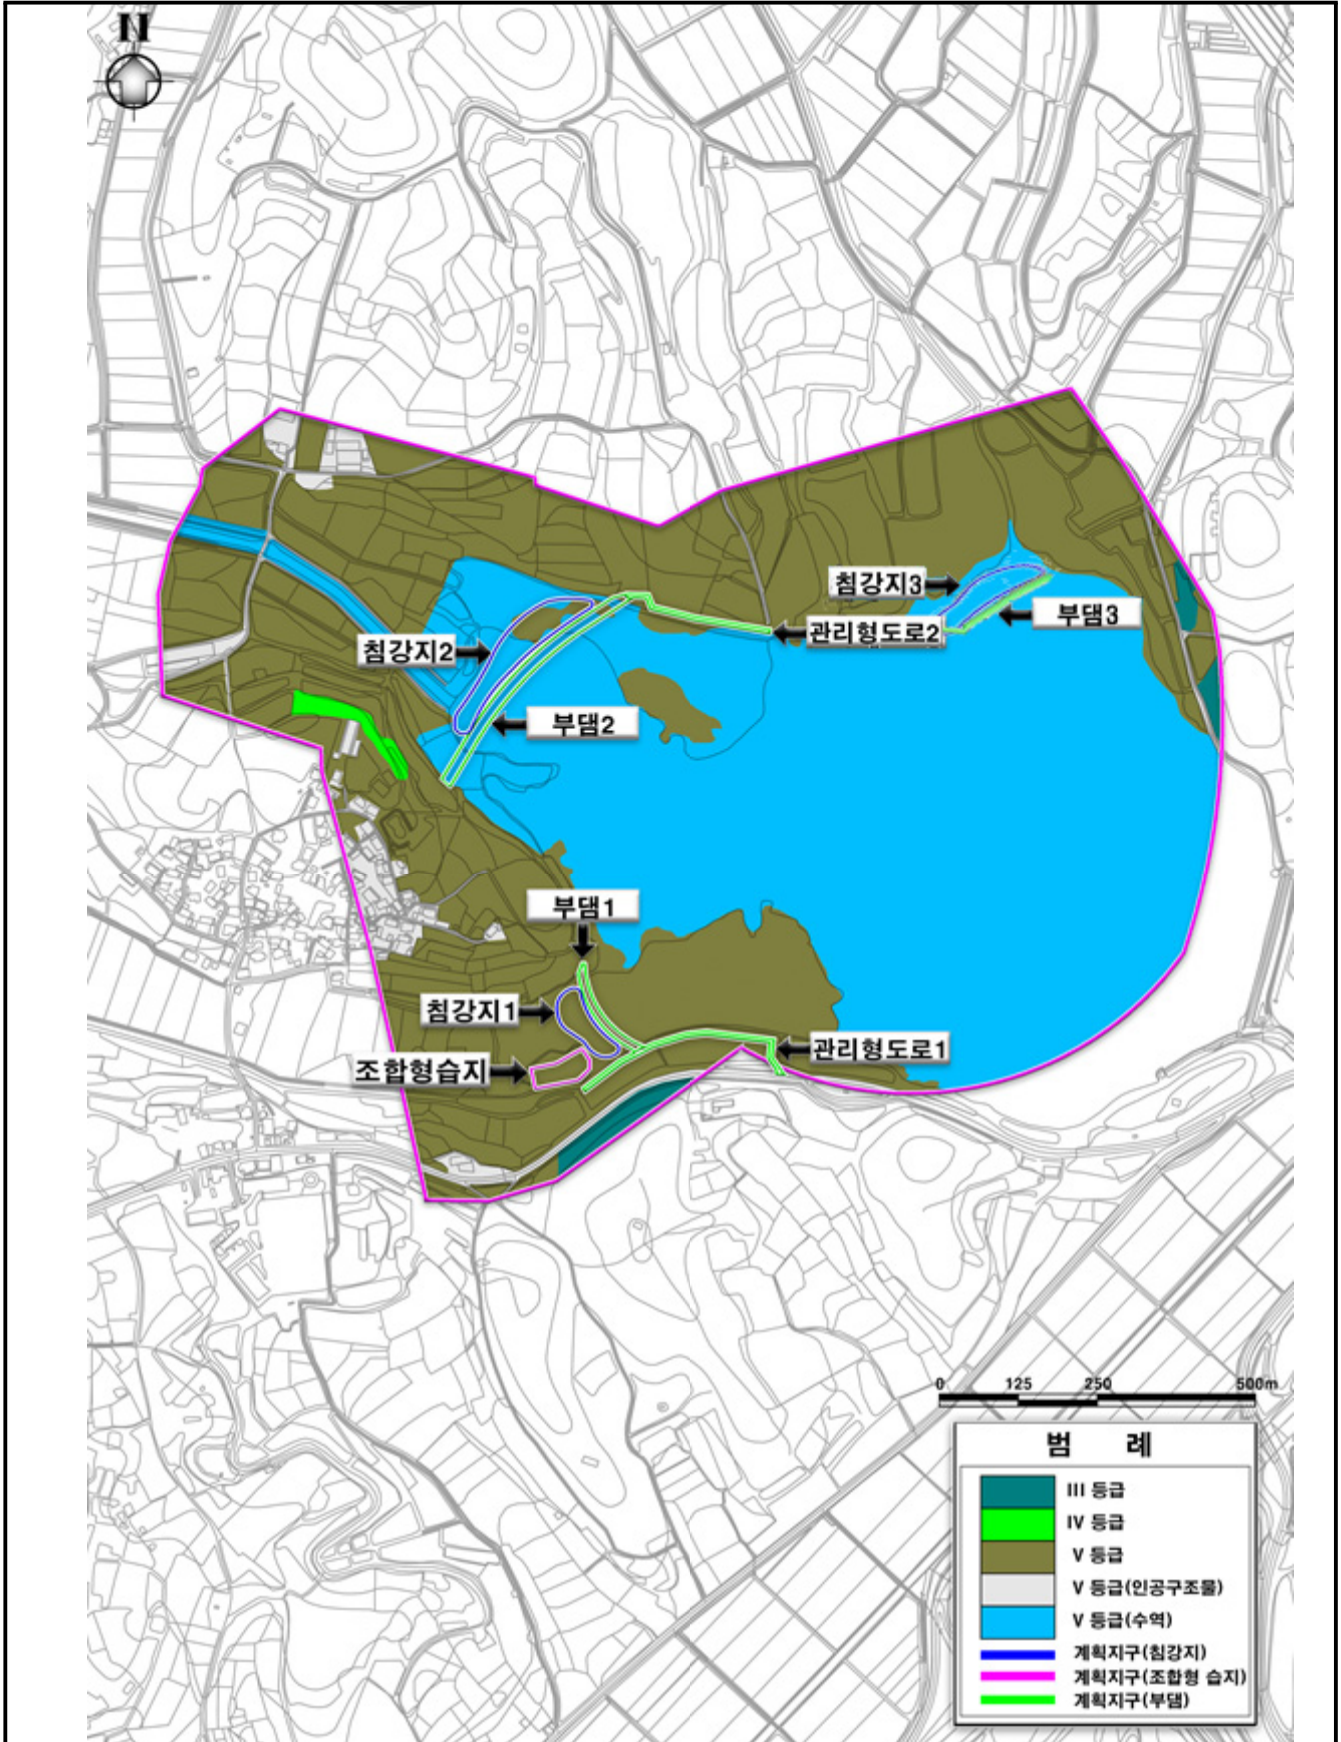 N
침강지3
부댐3
관리형도로2
침강지2
부댐2
부댐1
침강지1
관리형도로1
조합형습지
0 125 250 500m
범 례
III 등급
IV 등급
V 등급
V 등급(인공구조물)
V 등급(수역)
계획지구(침강지)
계획지구(조합형 습지)
계획지구(부댐)